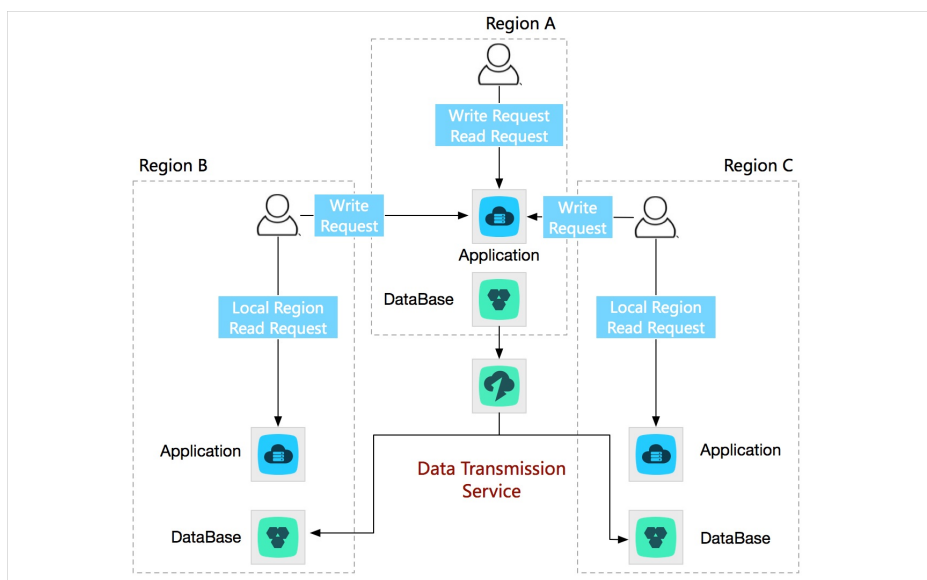 Region A
Write Request
Read Request
Region B
Region C
Write
Request
Write
Request
Application
DataBase
Local Region
Read Request
Local Region
Read Request
Application
Application
Data Transmission
Service
DataBase
DataBase